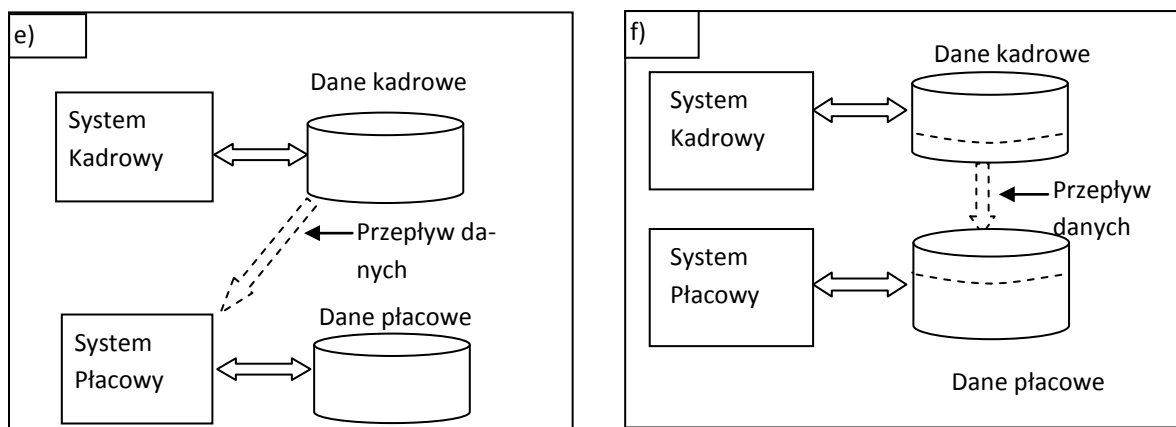 e)
Dane kadrowe
System
Kadrowy
Przepływ da-
nych
Dane płacowe
System
Płacowy
f)
Dane kadrowe
System
Kadrowy
Przepływ
danych
System
Płacowy
Dane płacowe